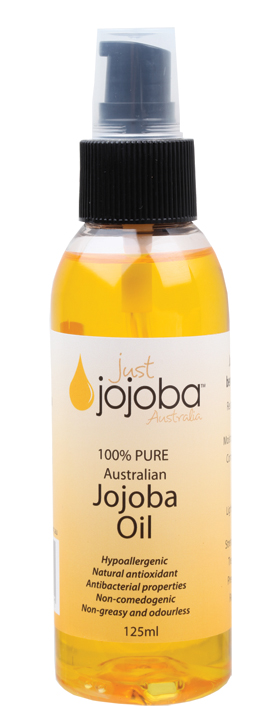 just
jojoba™
Australia
100% PURE
Australian
Jojoba
Oil
Hypoallergenic
Natural antioxidant
Antibacterial properties
Non-comedogenic
Non-greasy and odourless
125ml